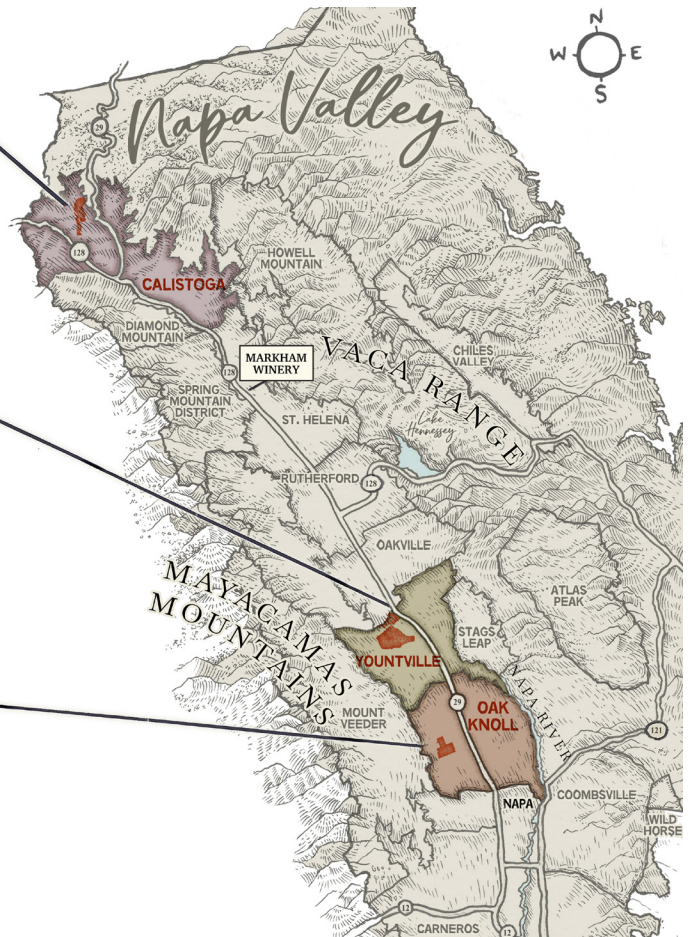 N
W E
S
Napa Valley
29
128
CALISTOGA
HOWELL
MOUNTAIN
DIAMOND
MOUNTAIN
VACA RANGE
MARKHAM
WINERY
128
CHILES
VALLEY
SPRING
MOUNTAIN
DISTRICT
ST. HELENA
Lake
Hennessey
RUTHERFORD
128
OAKVILLE
MAYACAMAS
MOUNTAINS
ATLAS
PEAK
STAGS
LEAP
YOUNTVILLE
NAPA RIVER
29
OAK
KNOLL
MOUNT
VEEDER
121
NAPA
COOMBSVILLE
WILD
HORSE
12
CARNEROS
12